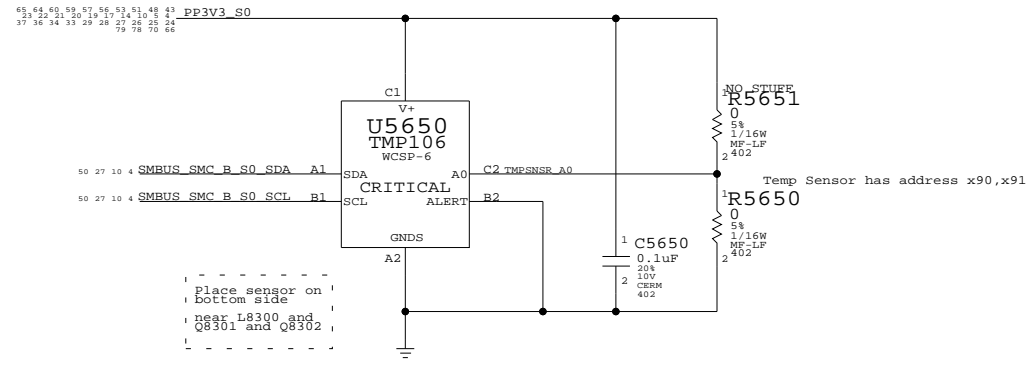 65 64 60 59 57 56 53 51 48 43
23 22 21 20 19 17 14 10 5 4
37 36 34 33 29 28 27 26 25 24
79 78 70 66
PP3V3_S0
NO STUFF
1
R5651
0
5%
1/16W
MF-LF
402
2
C1
V+
U5650
TMP106
WCSP-6
50 27 10 4
SMBUS_SMC_B_S0_SDA
A1
SDA
A0
C2
TMPSNSR_A0
CRITICAL
50 27 10 4
SMBUS_SMC_B_S0_SCL
B1
SCL
ALERT
B2
GNDS
A2
Temp Sensor has address x90,x91
1
R5650
0
5%
1/16W
MF-LF
402
2
1
C5650
0.1uF
20%
10V
CERM
402
2
Place sensor on
bottom side
near L8300 and
Q8301 and Q8302